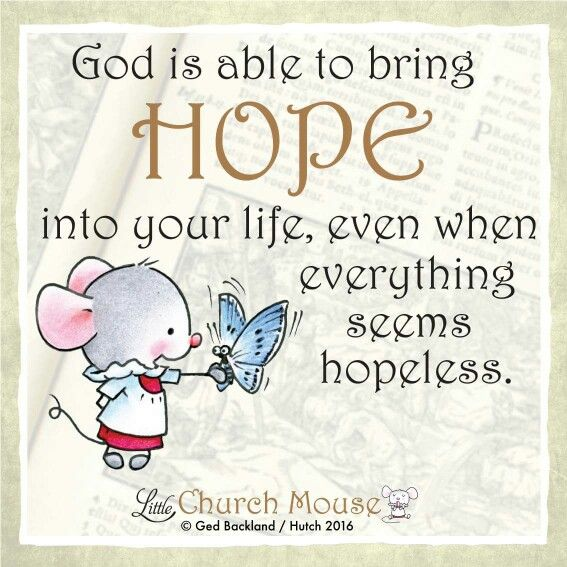 God is able to bring
HOPE
into your life, even when
everything
seems
hopeless.
Little Church Mouse
© Ged Backland / Hutch 2016